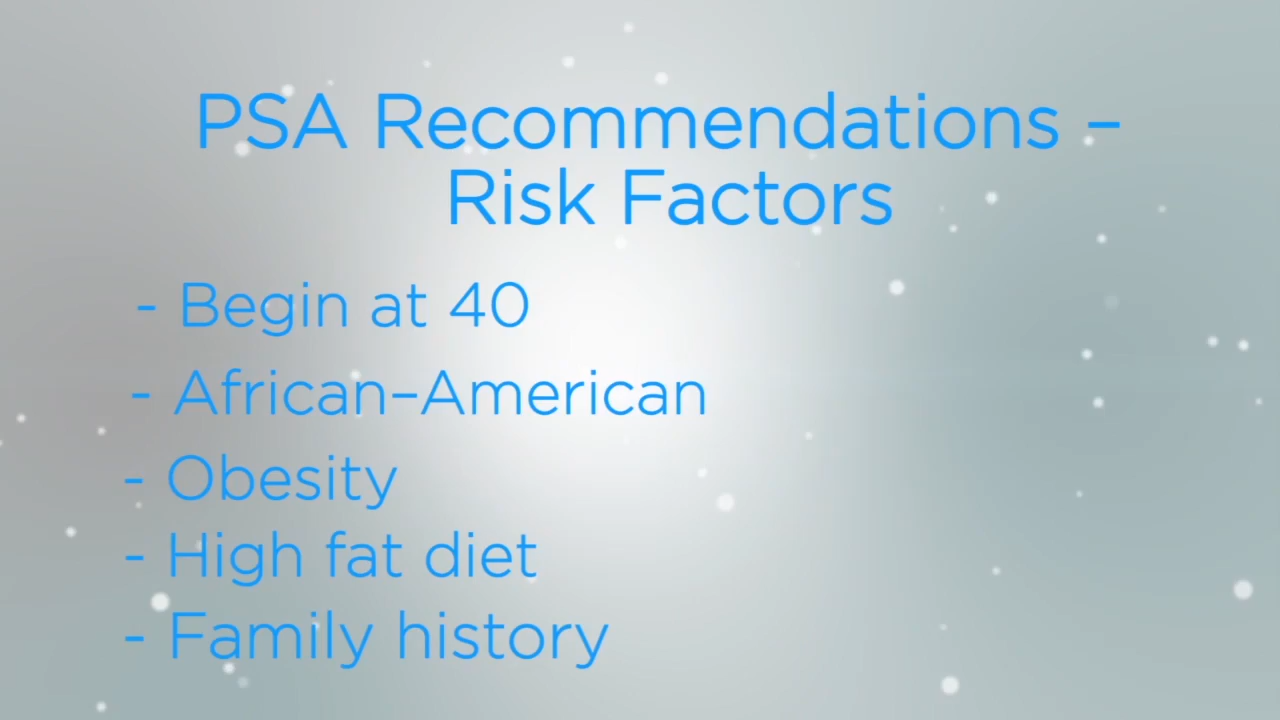 PSA Recommendations –
Risk Factors
- Begin at 40
- African–American
- Obesity
- High fat diet
- Family history